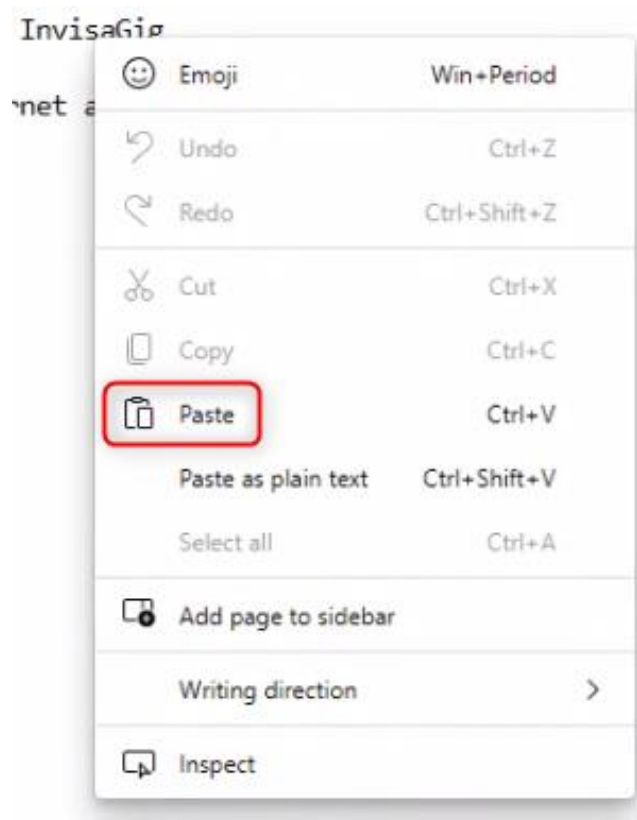 InvisaGig
Emoji Win+Period
rnet a
Undo Ctrl+Z
Redo Ctrl+Shift+Z
Cut Ctrl+X
Copy Ctrl+C
Paste Ctrl+V
Paste as plain text Ctrl+Shift+V
Select all Ctrl+A
Add page to sidebar
Writing direction
Inspect